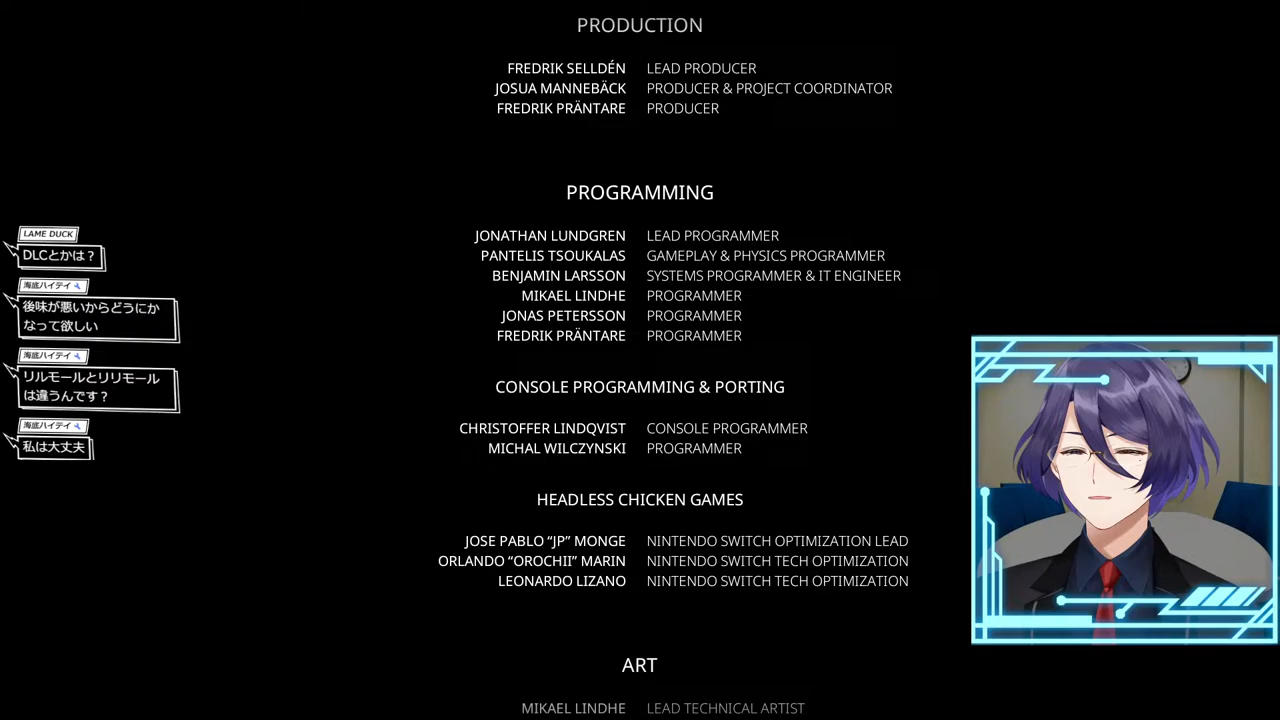 PRODUCTION
FREDRIK SELLDÉN LEAD PRODUCER
JOSUA MANNEBÄCK PRODUCER & PROJECT COORDINATOR
FREDRIK PRÄNTARE PRODUCER
PROGRAMMING
JONATHAN LUNDGREN LEAD PROGRAMMER
PANTELIS TSOUKALAS GAMEPLAY & PHYSICS PROGRAMMER
BENJAMIN LARSSON SYSTEMS PROGRAMMER & IT ENGINEER
MIKAEL LINDHE PROGRAMMER
JONAS PETERSSON PROGRAMMER
FREDRIK PRÄNTARE PROGRAMMER
CONSOLE PROGRAMMING & PORTING
CHRISTOFFER LINDQVIST CONSOLE PROGRAMMER
MICHAL WILCZYNSKI PROGRAMMER
HEADLESS CHICKEN GAMES
JOSE PABLO “JP” MONGE NINTENDO SWITCH OPTIMIZATION LEAD
ORLANDO “OROCHII” MARIN NINTENDO SWITCH TECH OPTIMIZATION
LEONARDO LIZANO NINTENDO SWITCH TECH OPTIMIZATION
ART
MIKAEL LINDHE LEAD TECHNICAL ARTIST
LAME DUCK
DLCとかは？
海底ハイテイ
後味が悪いからどうにか
なって欲しい
海底ハイテイ
リルモールとリリモール
は違うんです？
海底ハイテイ
私は大丈夫